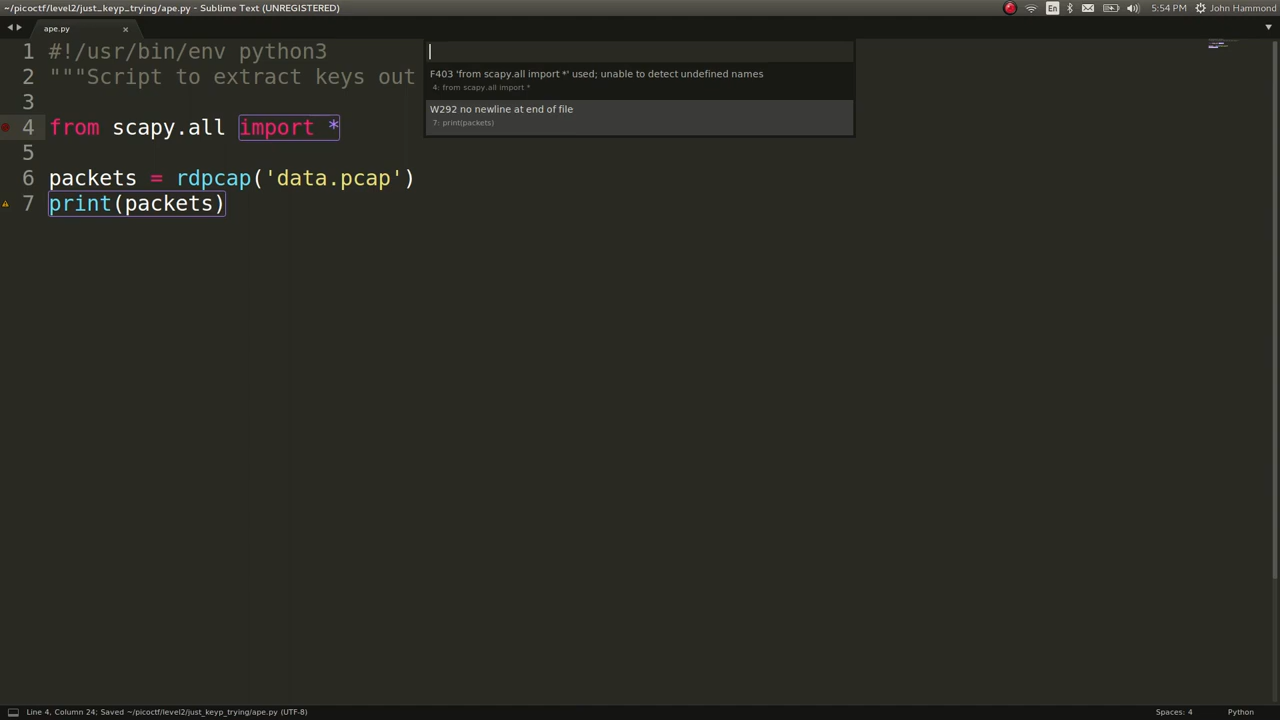 ~/picoctf/level2/just_keyp_trying/ape.py - Sublime Text (UNREGISTERED)
En
5:54 PM
John Hammond
ape.py
1 #!/usr/bin/env python3
2 """Script to extract keys out
3
4 from scapy.all import *
5
6 packets = rdpcap('data.pcap')
7 print(packets)
F403 'from scapy.all import *' used; unable to detect undefined names
4: from scapy.all import *
W292 no newline at end of file
7: print(packets)
Line 4, Column 24; Saved ~/picoctf/level2/just_keyp_trying/ape.py (UTF-8)
Spaces: 4
Python